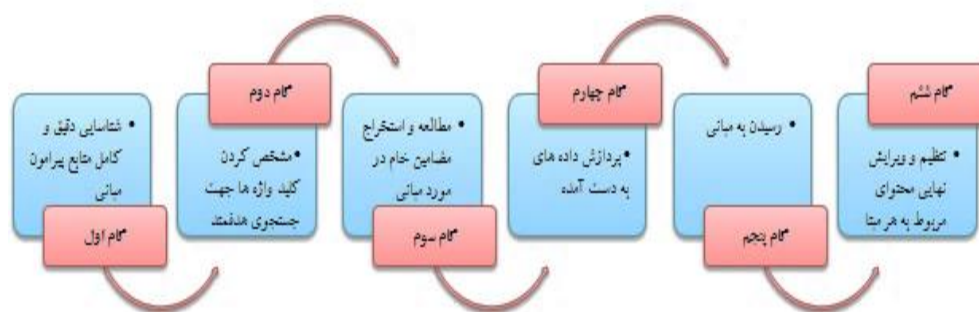 گام اول
• شناسایی دقیق و
کامل منابع پیرامون
مبانی
گام دوم
• مشخص کردن
کلید واژه ها جهت
جستجوی هدفمند
گام سوم
• مطالعه و استخراج
مضامین خام در
مورد مبانی
گام چهارم
• پردازش داده های
به دست آمده
گام پنجم
• رسیدن به مبانی
گام ششم
• تنظیم و ویرایش
نهایی محتوای
مربوط به هر مبنا